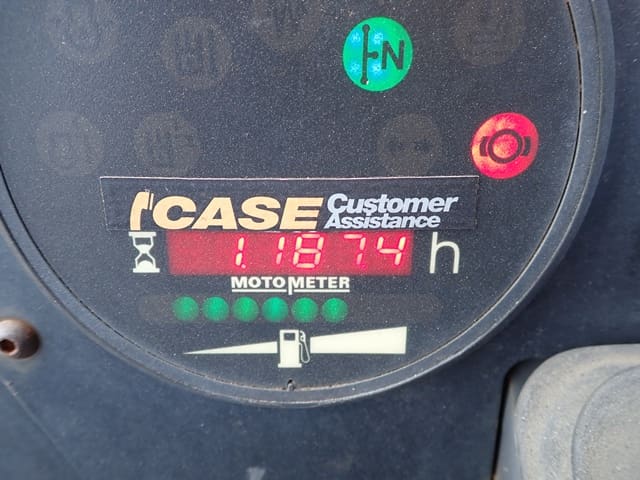 N
CASE Customer
Assistance
1.1874 h
MOTOMETER